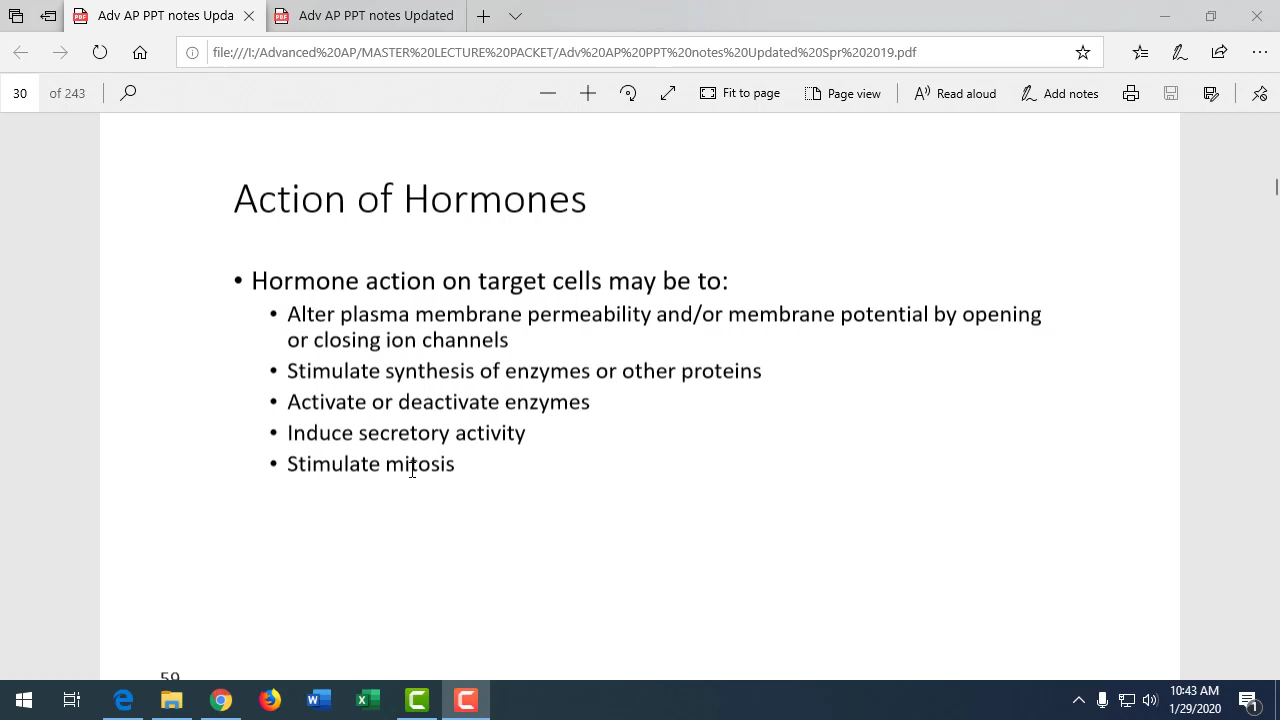 Adv AP PPT notes Upda
Adv AP PPT notes Updated
file:///I:/Advanced%20AP/MASTER%20LECTURE%20PACKET/Adv%20AP%20PPT%20notes%20Updated%20Spr%202019.pdf
30 of 243
Fit to page
Page view
Read aloud
Add notes
Action of Hormones
• Hormone action on target cells may be to:
• Alter plasma membrane permeability and/or membrane potential by opening
or closing ion channels
• Stimulate synthesis of enzymes or other proteins
• Activate or deactivate enzymes
• Induce secretory activity
• Stimulate mitosis
59
10:43 AM
1/29/2020